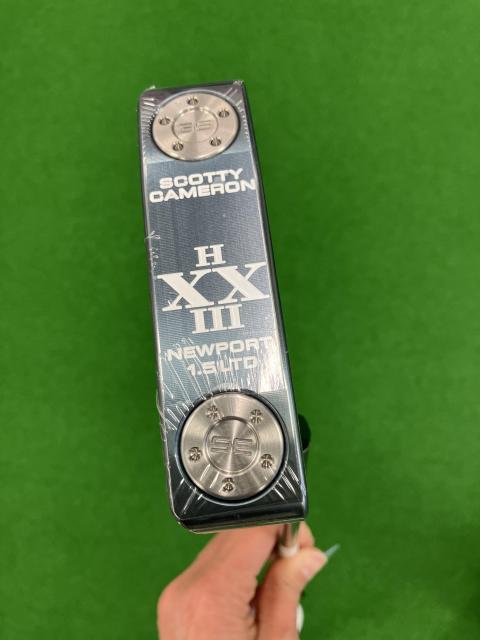 SCOTTY
CAMERON
H
XX
III
NEWPORT
1.5 LTD